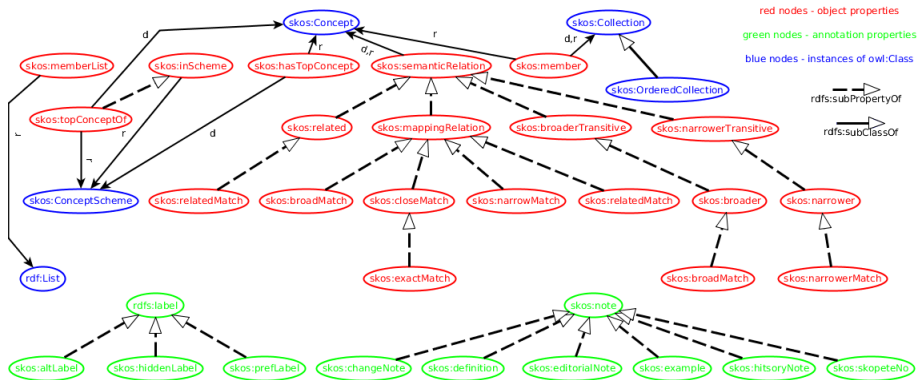 red nodes - object properties
skos:Concept
skos:Collection
green nodes - annotation properties
d
r
d,r
r
r
d,r
skos:memberList
skos:inScheme
skos:hasTopConcept
skos:semanticRelation
skos:member
blue nodes - instances of owl:Class
skos:OrderedCollection
rdfs:subPropertyOf
skos:topConceptOf
skos:related
skos:mappingRelation
skos:broaderTransitive
skos:narrowerTransitive
rdfs:subClassOf
r
r
r
d
skos:ConceptScheme
skos:relatedMatch
skos:broadMatch
skos:closeMatch
skos:narrowMatch
skos:relatedMatch
skos:broader
skos:narrower
rdf:List
skos:exactMatch
skos:broadMatch
skos:narrowerMatch
rdfs:label
skos:note
skos:altLabel
skos:hiddenLabel
skos:prefLabel
skos:changeNote
skos:definition
skos:editorialNote
skos:example
skos:hitsoryNote
skos:skopeteNo